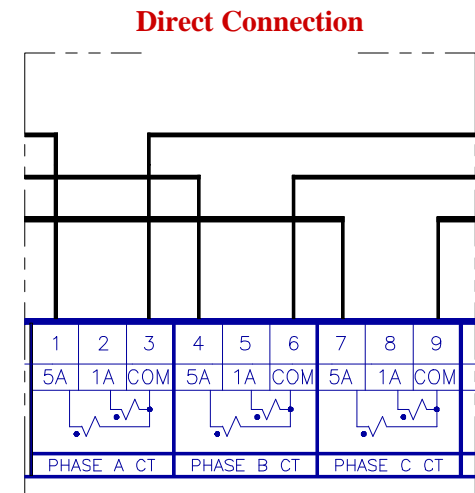 Direct Connection
1 2 3 4 5 6 7 8 9
5A 1A COM 5A 1A COM 5A 1A COM
PHASE A CT PHASE B CT PHASE C CT